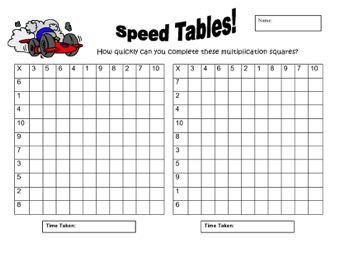 Speed Tables!
Name:
How quickly can you complete these multiplication squares?
X 3 5 6 4 1 9 8 2 7 10
6
1
4
10
9
7
3
5
2
8
Time Taken:
X 3 4 6 5 1 9 8 2 7 10
7
2
4
10
8
9
3
5
1
6
Time Taken: